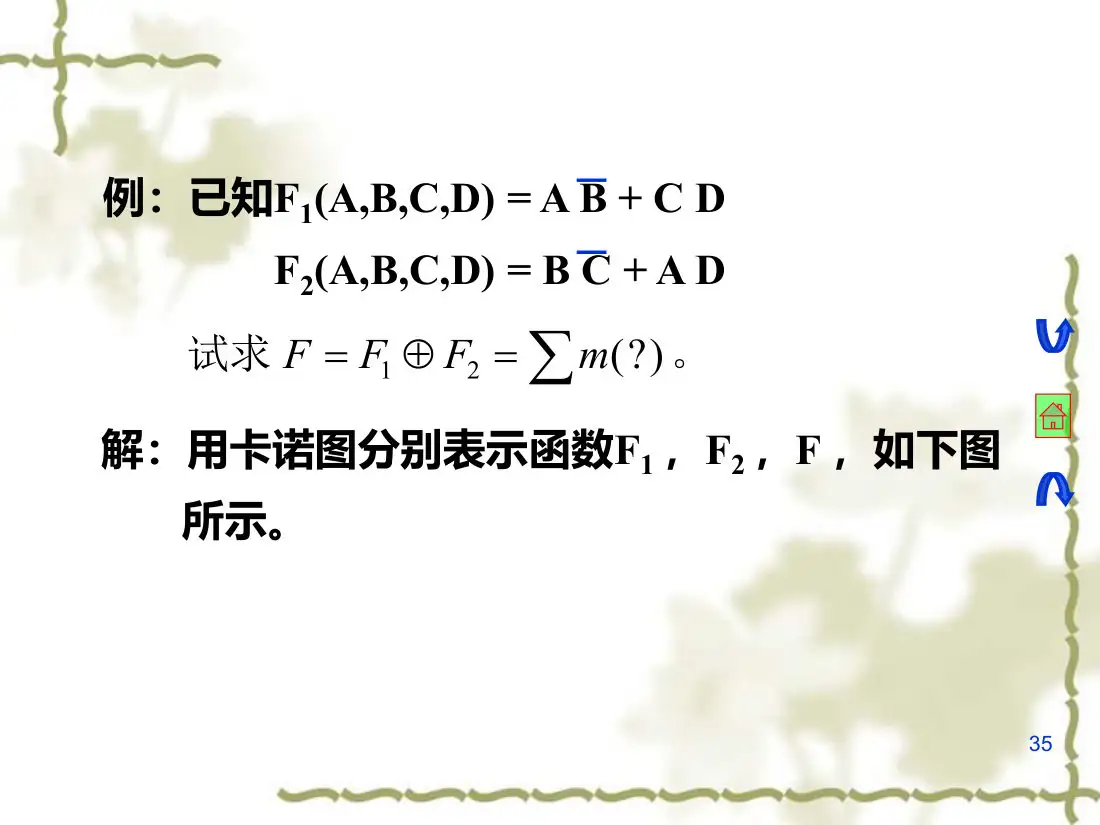 例：已知F₁(A,B,C,D) = A B̅ + C D
F₂(A,B,C,D) = B C̅ + A D
试求 F = F₁ ⊕ F₂ = ∑m(?)。
解：用卡诺图分别表示函数F₁，F₂，F，如下图
所示。
35